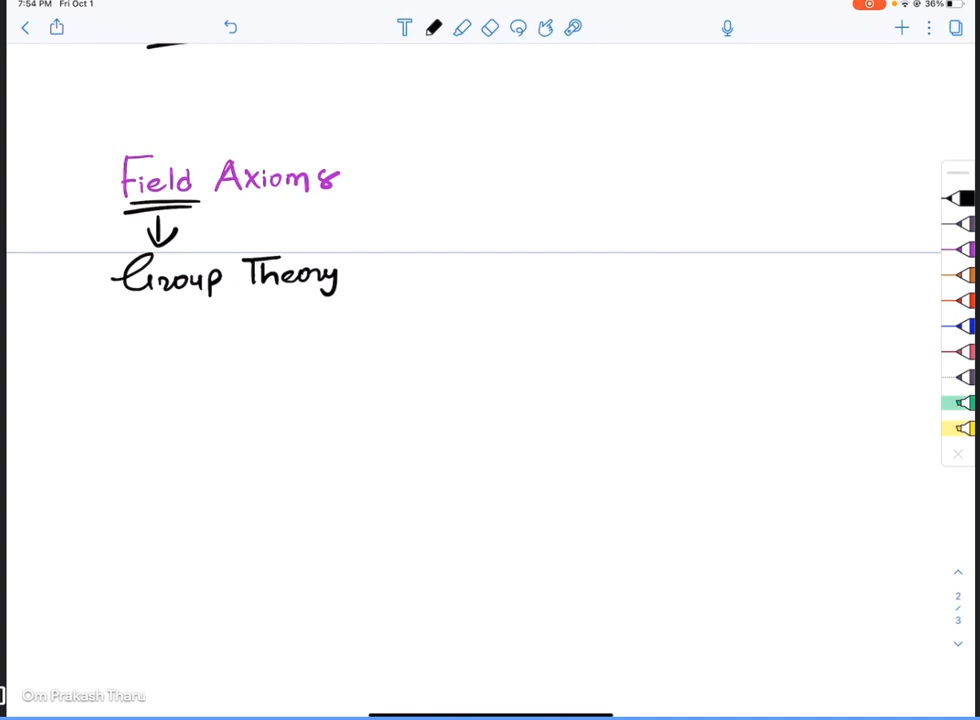 7:54 PM Fri Oct 1
36%
T
Field Axioms
Group Theory
2
/
3
Om Prakash Tharu